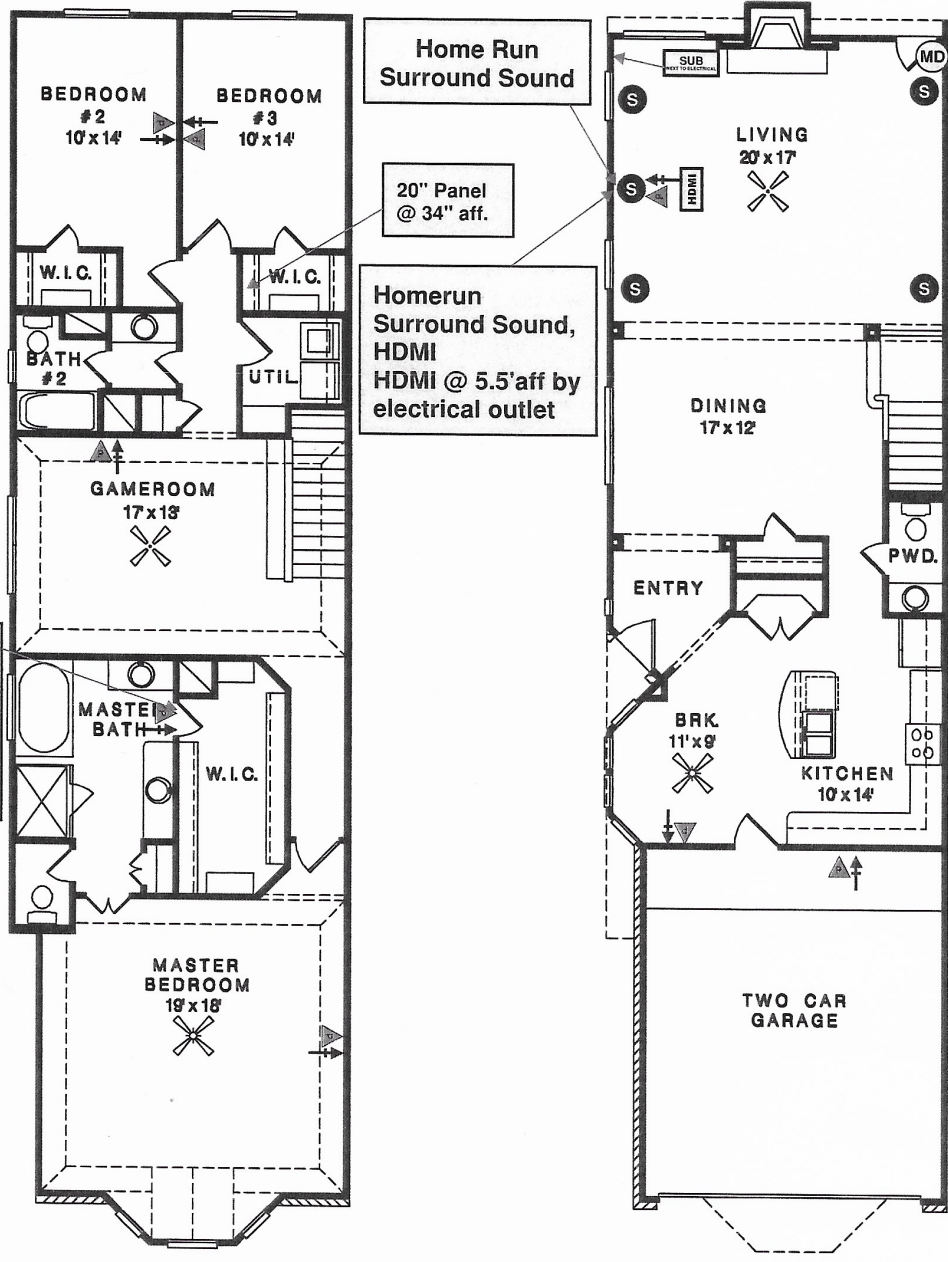 BEDROOM
#2
10' x 14'
BEDROOM
#3
10' x 14'
W.I.C.
W.I.C.
BATH
#2
UTIL.
GAMEROOM
17' x 13'
MASTER
BATH
W.I.C.
MASTER
BEDROOM
19' x 18'
Home Run
Surround Sound
20" Panel
@ 34" aff.
Homerun
Surround Sound,
HDMI
HDMI @ 5.5'aff by
electrical outlet
SUB
NEXT TO ELECTRICAL
MD
S
S
LIVING
20' x 17'
S
HDMI
S
S
DINING
17' x 12'
PWD.
ENTRY
BRK.
11' x 9'
KITCHEN
10' x 14'
TWO CAR
GARAGE